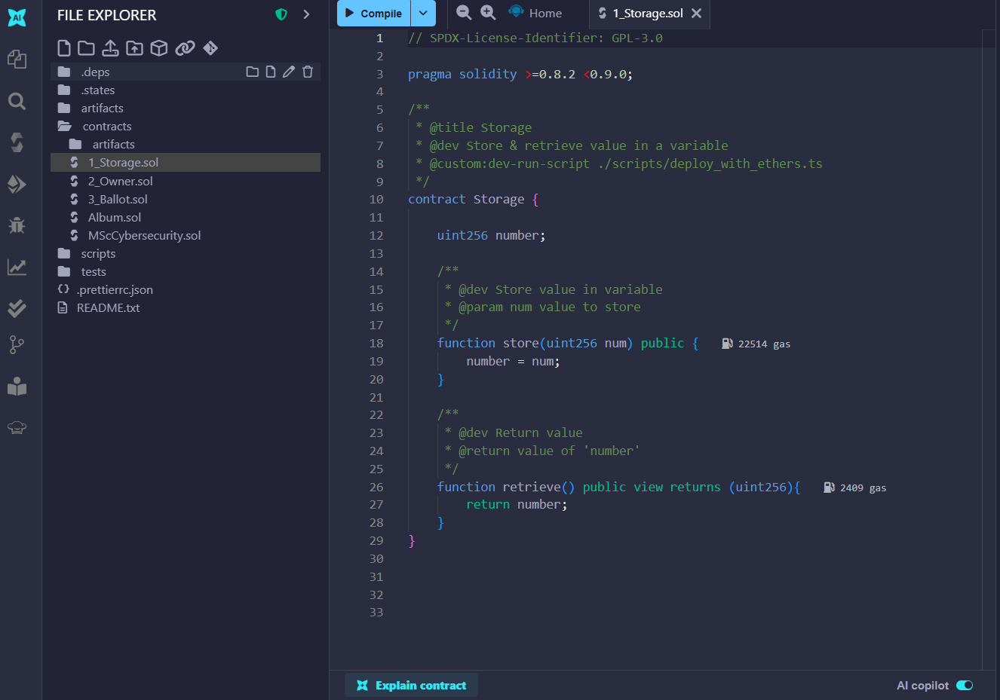 AI
FILE EXPLORER
.deps
.states
artifacts
contracts
artifacts
1_Storage.sol
2_Owner.sol
3_Ballot.sol
Album.sol
MScCybersecurity.sol
scripts
tests
{} .prettierrc.json
README.txt
Compile
Home
1_Storage.sol
1 // SPDX-License-Identifier: GPL-3.0
2
3 pragma solidity >=0.8.2 <0.9.0;
4
5 /**
6  * @title Storage
7  * @dev Store & retrieve value in a variable
8  * @custom:dev-run-script ./scripts/deploy_with_ethers.ts
9  */
10 contract Storage {
11
12     uint256 number;
13
14     /**
15      * @dev Store value in variable
16      * @param num value to store
17      */
18     function store(uint256 num) public { 22514 gas
19         number = num;
20     }
21
22     /**
23      * @dev Return value
24      * @return value of 'number'
25      */
26     function retrieve() public view returns (uint256){ 2409 gas
27         return number;
28     }
29 }
30
31
32
33
Explain contract
AI copilot